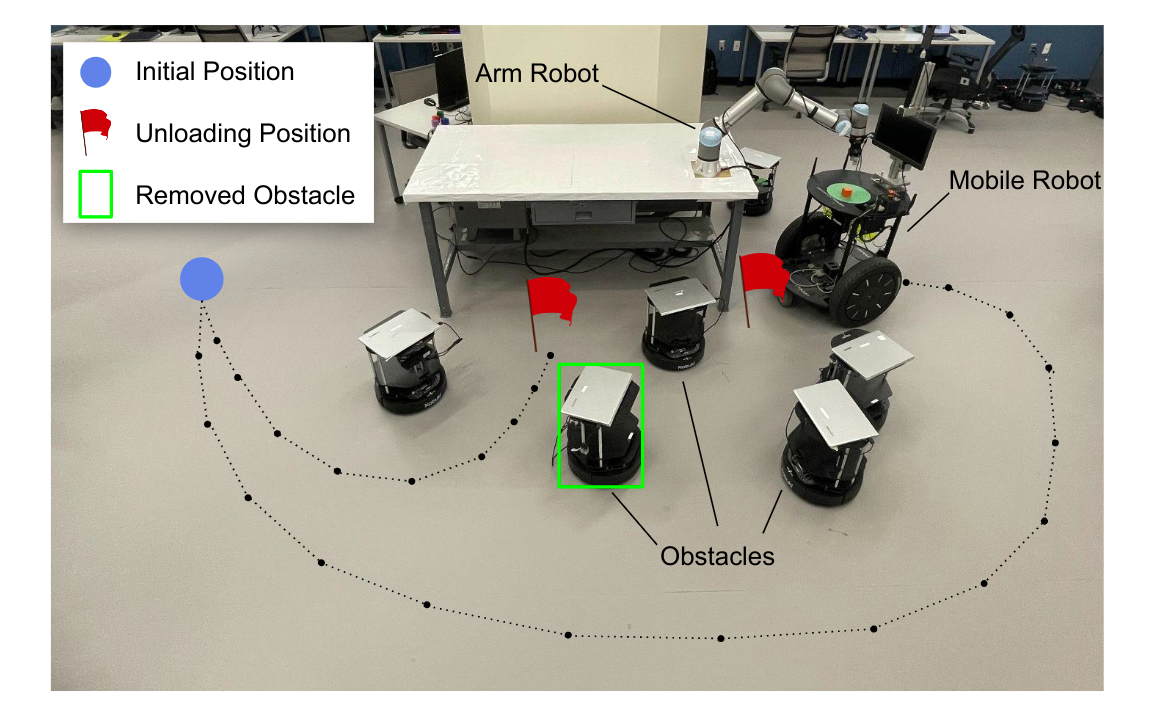 Initial Position
Unloading Position
Removed Obstacle
Arm Robot
Mobile Robot
Obstacles